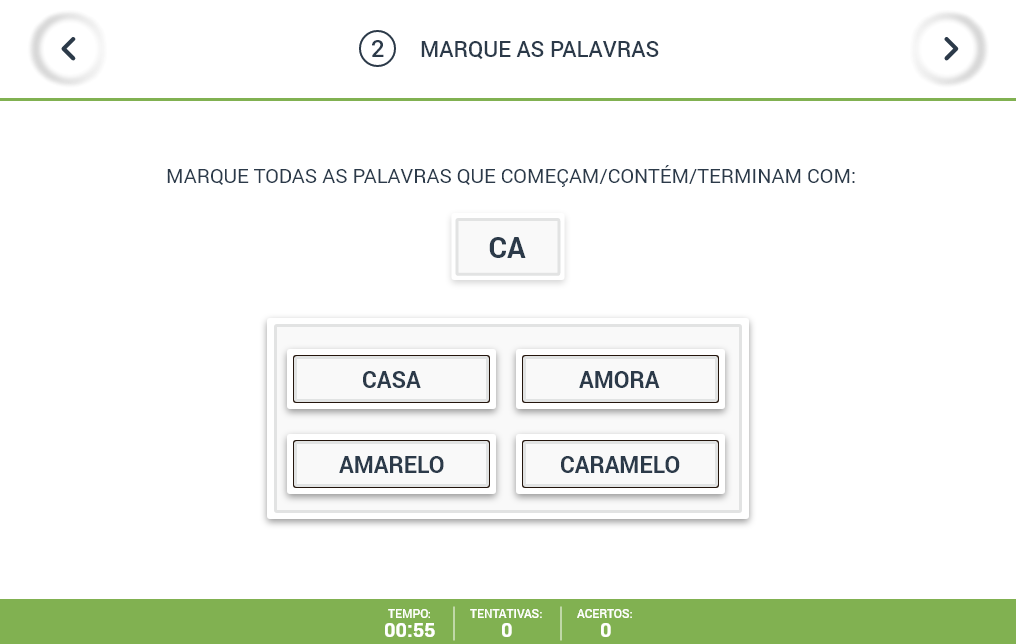 2 MARQUE AS PALAVRAS
MARQUE TODAS AS PALAVRAS QUE COMEÇAM/CONTÉM/TERMINAM COM:
CA
CASA AMORA
AMARELO CARAMELO
TEMPO: TENTATIVAS: ACERTOS:
00:55 0 0